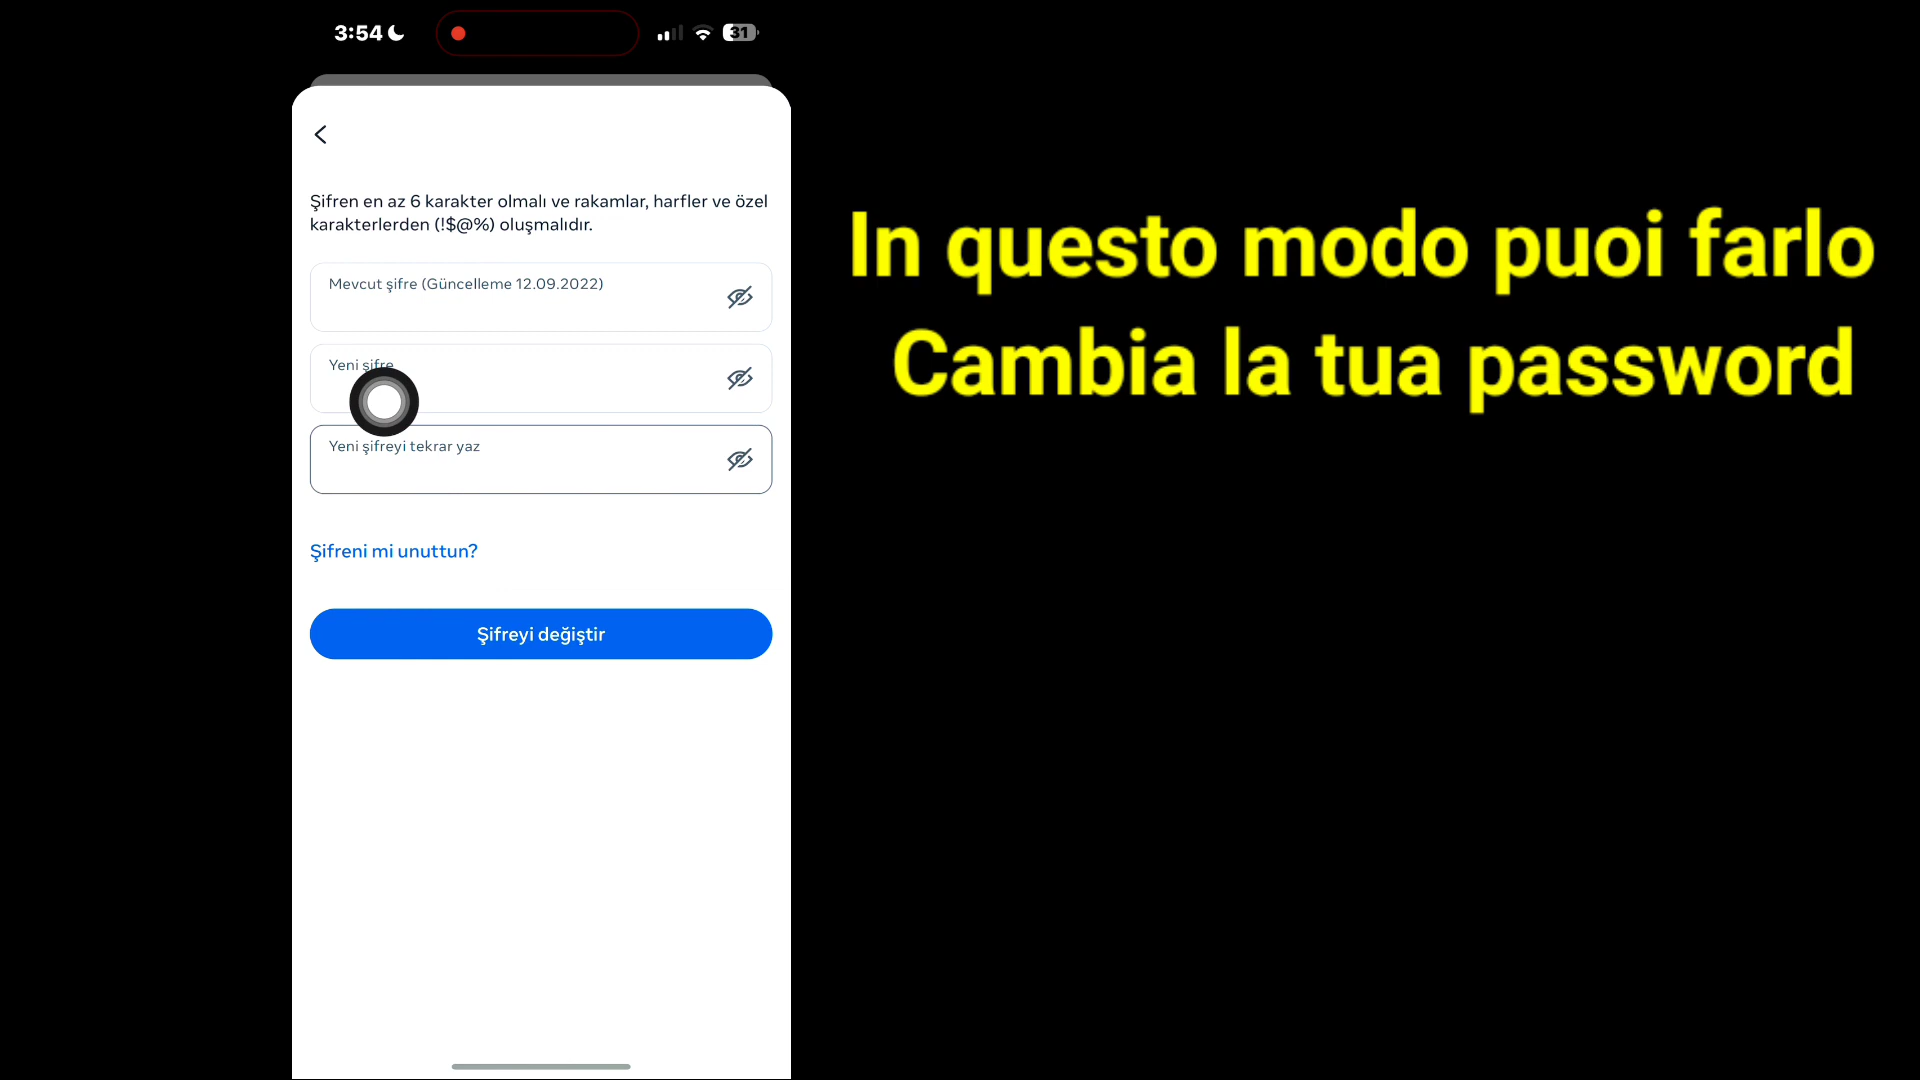 3:54
31
Şifren en az 6 karakter olmalı ve rakamlar, harfler ve özel
karakterlerden (!$@%) oluşmalıdır.
Mevcut şifre (Güncelleme 12.09.2022)
Yeni şifre
Yeni şifreyi tekrar yaz
Şifreni mi unuttun?
Şifreyi değiştir
In questo modo puoi farlo
Cambia la tua password